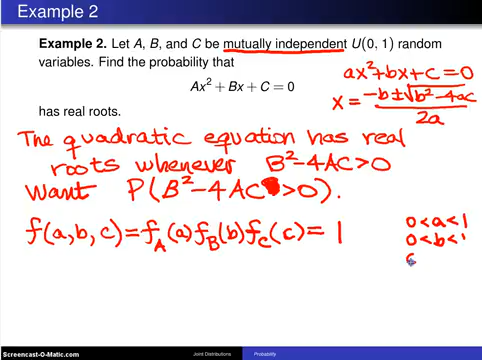 Example 2
Example 2. Let A, B, and C be mutually independent U(0, 1) random
variables. Find the probability that
Ax² + Bx + C = 0
has real roots.
ax²+bx+c=0
x = (-b±√(b²-4ac))/2a
The quadratic equation has real
roots whenever B²-4AC>0
Want P(B²-4AC >0).
f(a,b,c)=f_A(a)f_B(b)f_C(c)= 1
0<a<1
0<b<1
Screencast-O-Matic.com
Joint Distributions
Probability